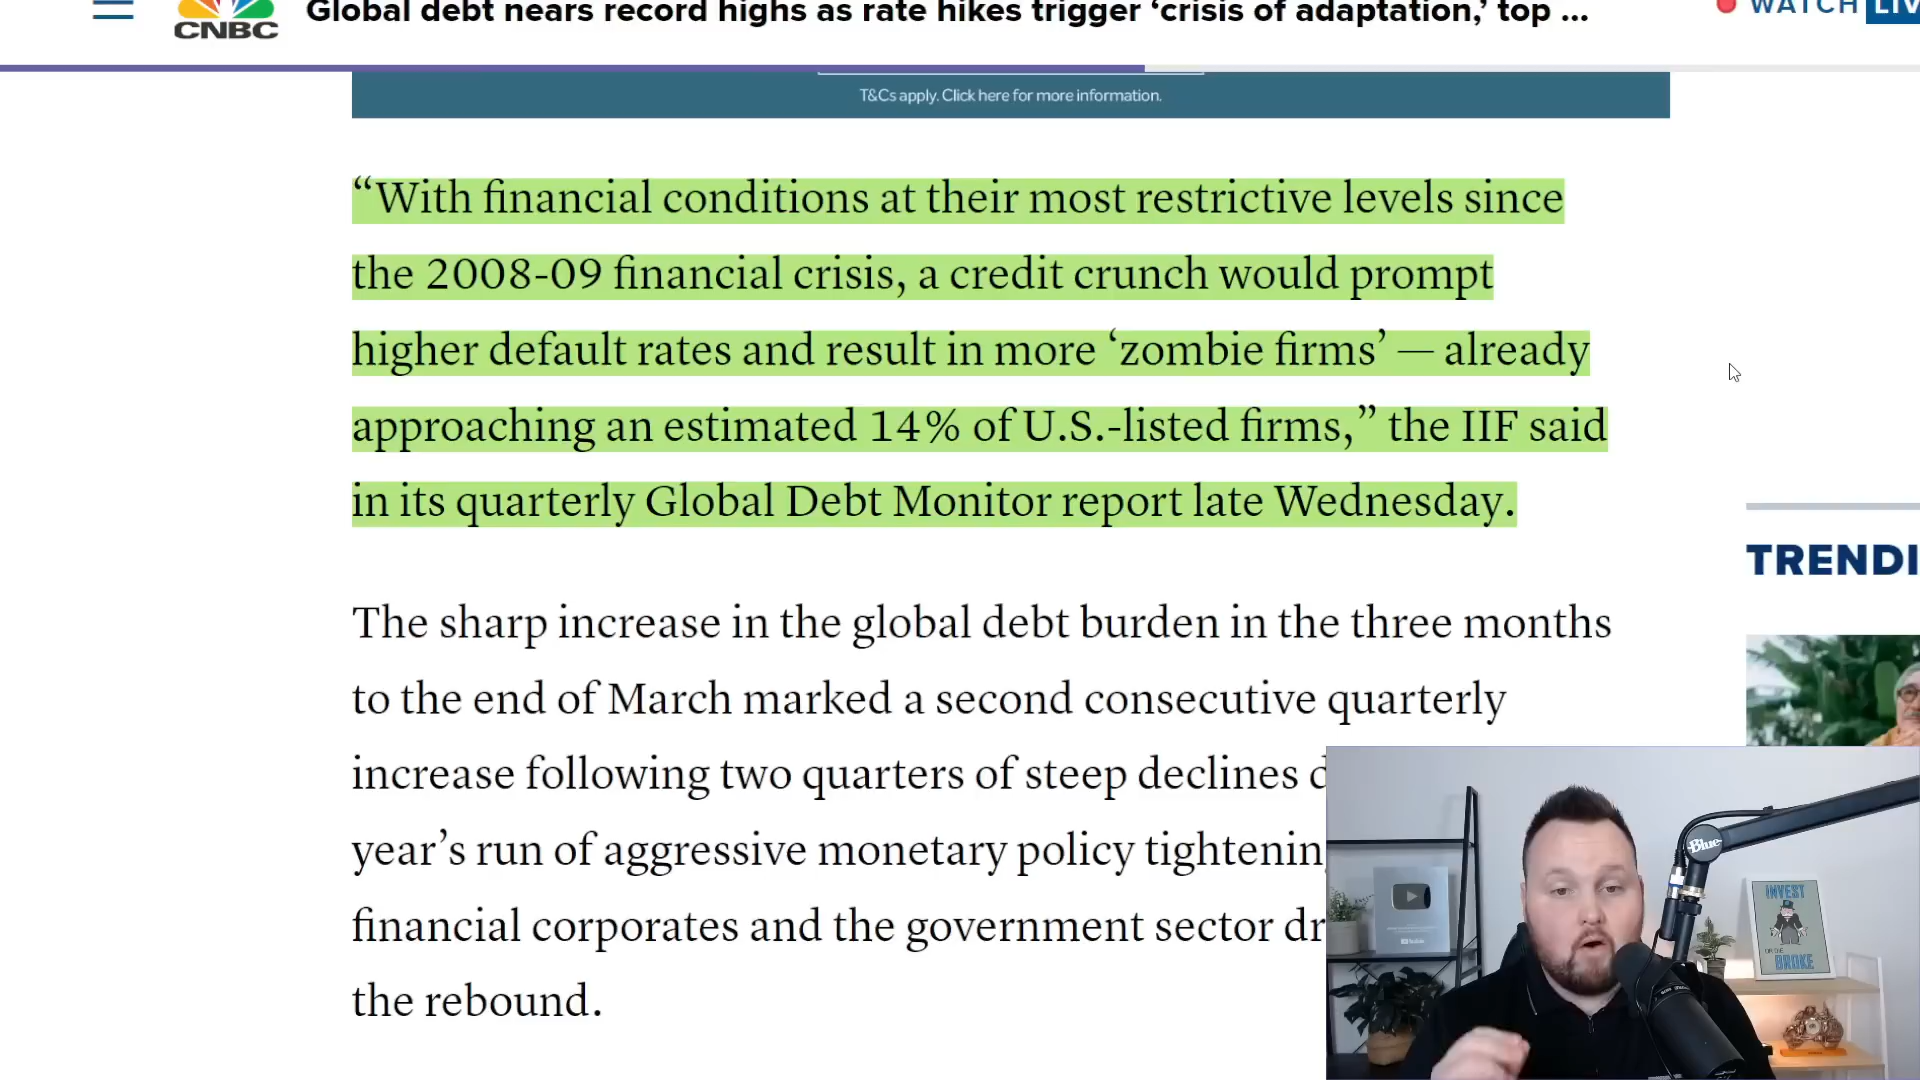 CNBC
Global debt nears record highs as rate hikes trigger ‘crisis of adaptation,’ top ...
WATCH LIV
T&Cs apply. Click here for more information.
“With financial conditions at their most restrictive levels since
the 2008-09 financial crisis, a credit crunch would prompt
higher default rates and result in more ‘zombie firms’ — already
approaching an estimated 14% of U.S.-listed firms,” the IIF said
in its quarterly Global Debt Monitor report late Wednesday.
TRENDI
The sharp increase in the global debt burden in the three months
to the end of March marked a second consecutive quarterly
increase following two quarters of steep declines d
year’s run of aggressive monetary policy tightenin
financial corporates and the government sector dr
the rebound.
Blue
INVEST
BROKE